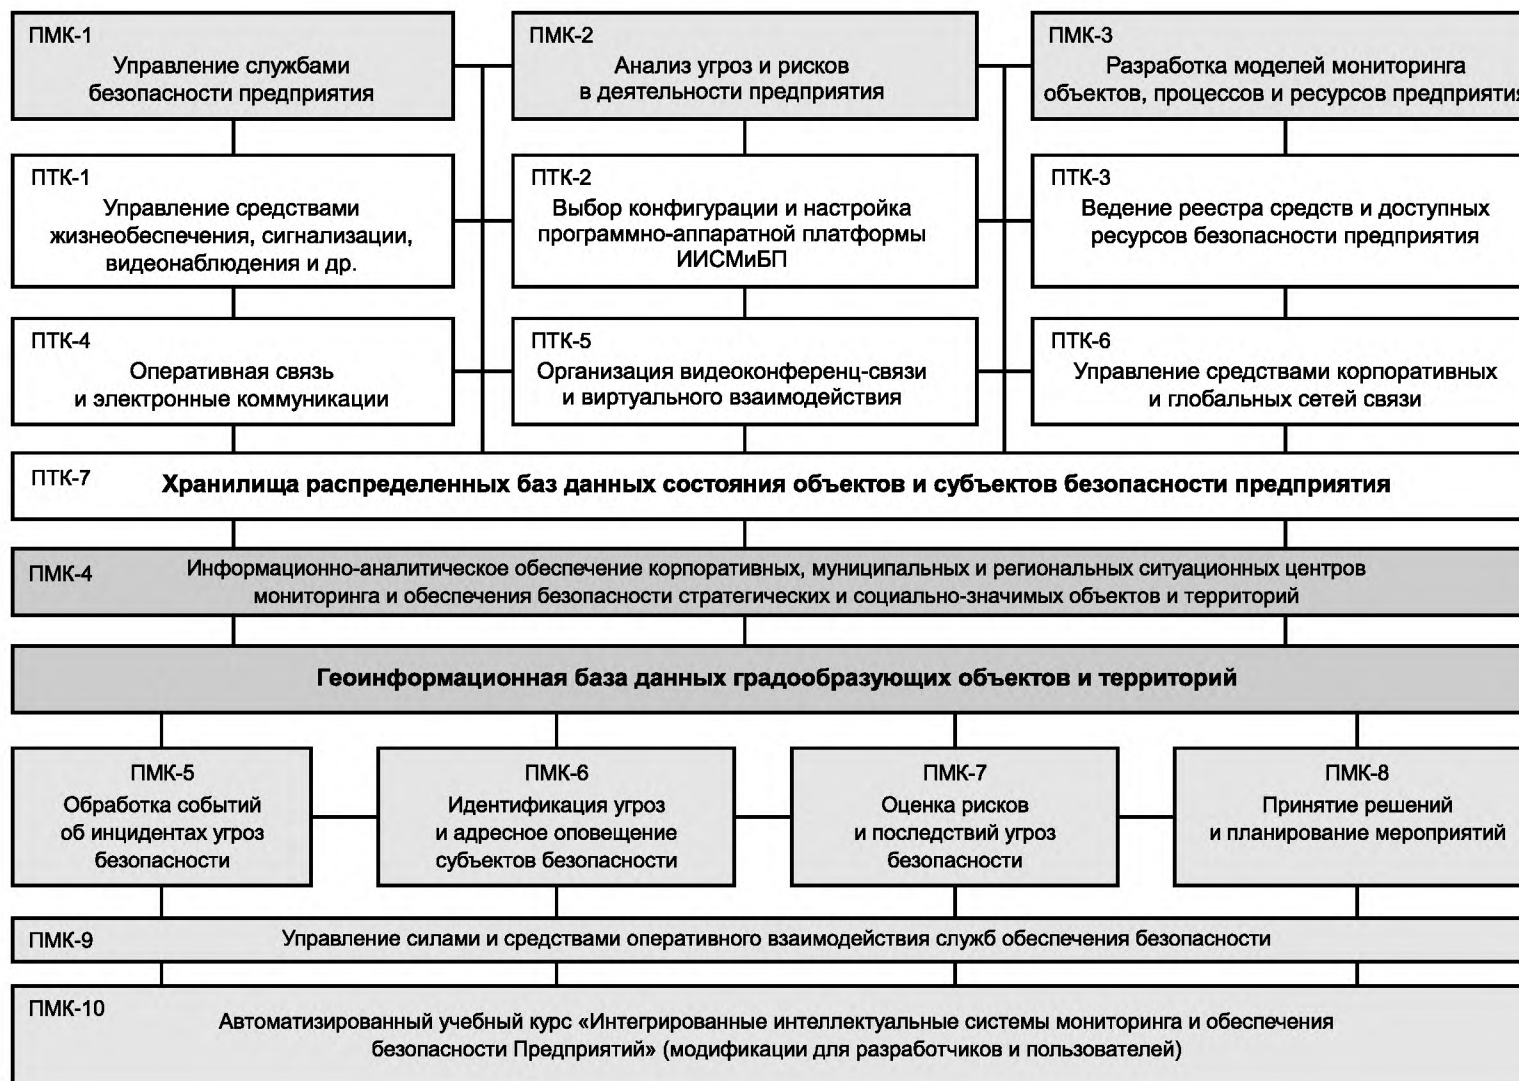 ПМК-1
Управление службами
безопасности предприятия
ПМК-2
Анализ угроз и рисков
в деятельности предприятия
ПМК-3
Разработка моделей мониторинга
объектов, процессов и ресурсов предприятия
ПТК-1
Управление средствами
жизнеобеспечения, сигнализации,
видеонаблюдения и др.
ПТК-2
Выбор конфигурации и настройка
программно-аппаратной платформы
ИИСМиБП
ПТК-3
Ведение реестра средств и доступных
ресурсов безопасности предприятия
ПТК-4
Оперативная связь
и электронные коммуникации
ПТК-5
Организация видеоконференц-связи
и виртуального взаимодействия
ПТК-6
Управление средствами корпоративных
и глобальных сетей связи
ПТК-7
Хранилища распределенных баз данных состояния объектов и субъектов безопасности предприятия
ПМК-4
Информационно-аналитическое обеспечение корпоративных, муниципальных и региональных ситуационных центров
мониторинга и обеспечения безопасности стратегических и социально-значимых объектов и территорий
Геоинформационная база данных градообразующих объектов и территорий
ПМК-5
Обработка событий
об инцидентах угроз
безопасности
ПМК-6
Идентификация угроз
и адресное оповещение
субъектов безопасности
ПМК-7
Оценка рисков
и последствий угроз
безопасности
ПМК-8
Принятие решений
и планирование мероприятий
ПМК-9
Управление силами и средствами оперативного взаимодействия служб обеспечения безопасности
ПМК-10
Автоматизированный учебный курс «Интегрированные интеллектуальные системы мониторинга и обеспечения
безопасности Предприятий» (модификации для разработчиков и пользователей)